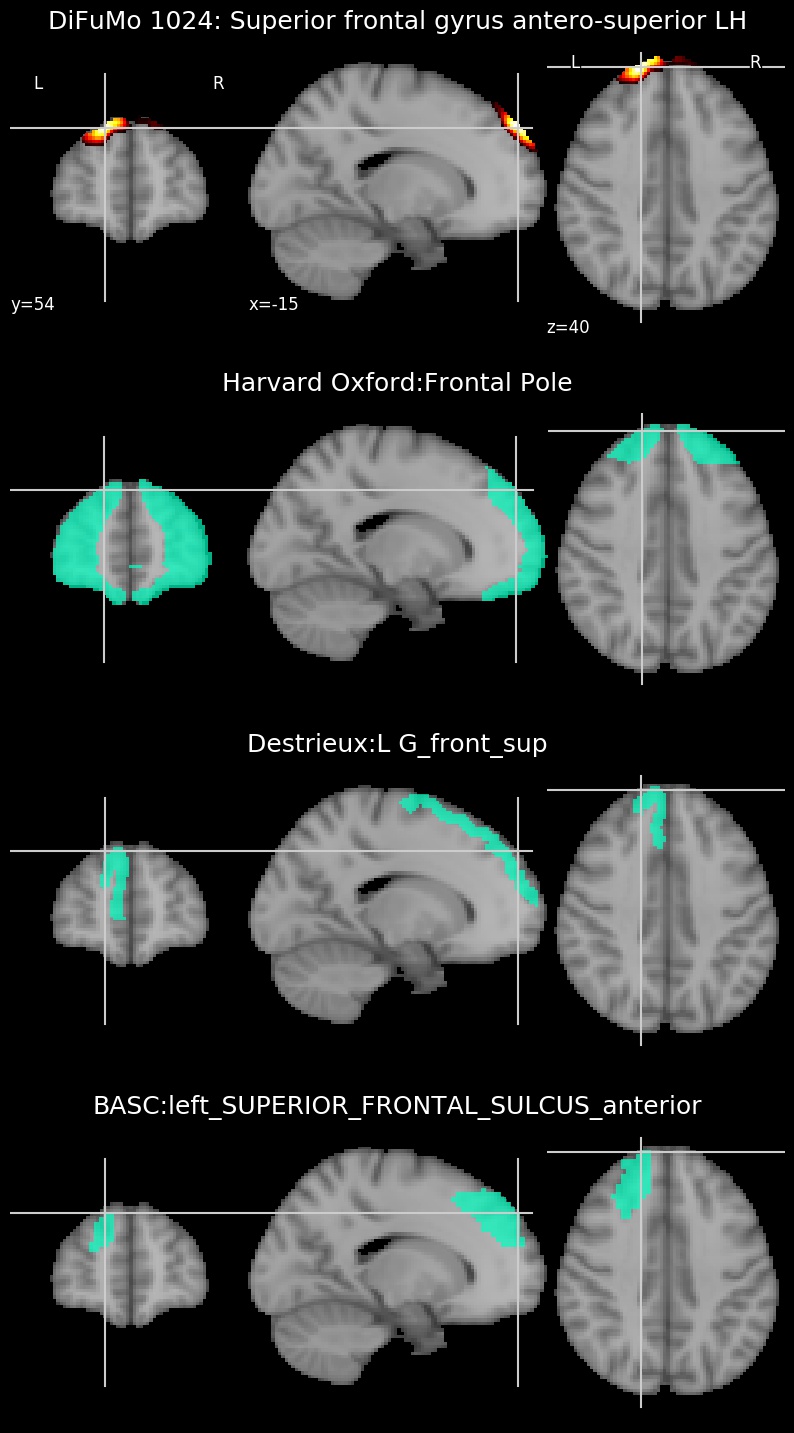 DiFuMo 1024: Superior frontal gyrus antero-superior LH
L R
L R
y=54
x=-15
z=40
Harvard Oxford:Frontal Pole
Destrieux:L G_front_sup
BASC:left_SUPERIOR_FRONTAL_SULCUS_anterior